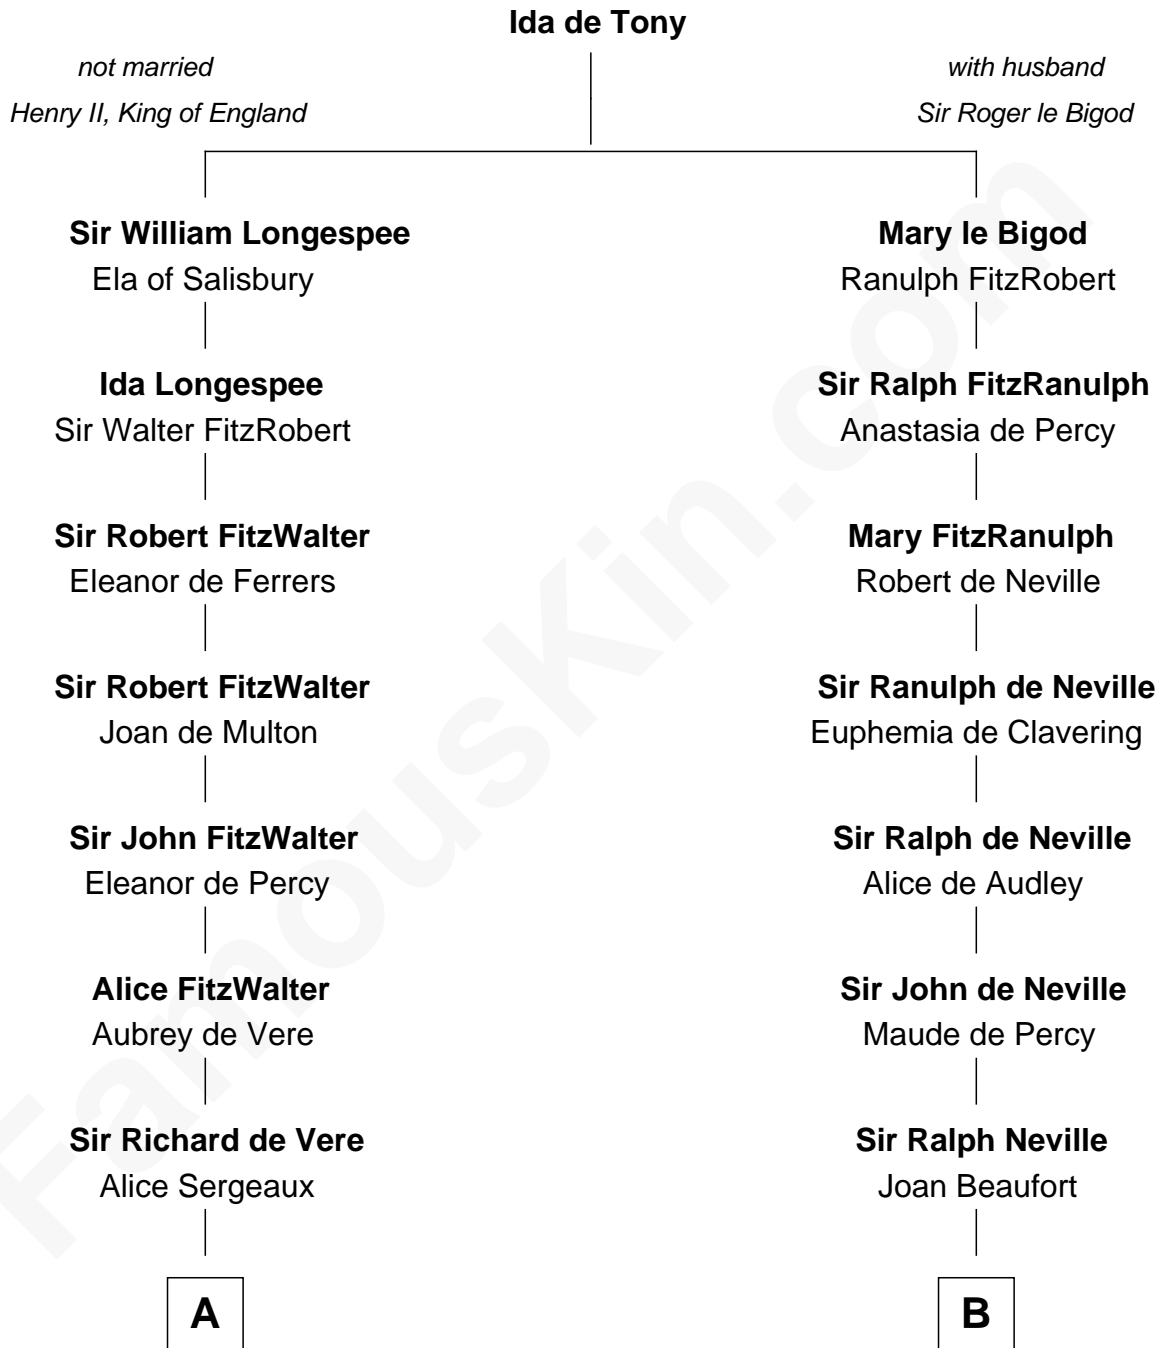 Ida de Tony
not married
with husband
Henry II, King of England
Sir Roger le Bigod
Sir William Longespee
Mary le Bigod
Ela of Salisbury
Ranulph FitzRobert
Ida Longespee
Sir Ralph FitzRanulph
Sir Walter FitzRobert
Anastasia de Percy
Sir Robert FitzWalter
Mary FitzRanulph
Eleanor de Ferrers
Robert de Neville
Sir Robert FitzWalter
Sir Ranulph de Neville
Joan de Multon
Euphemia de Clavering
Sir John FitzWalter
Sir Ralph de Neville
Eleanor de Percy
Alice de Audley
Alice FitzWalter
Sir John de Neville
Aubrey de Vere
Maude de Percy
Sir Richard de Vere
Sir Ralph Neville
Alice Sergeaux
Joan Beaufort
A
B
FamousKin.com